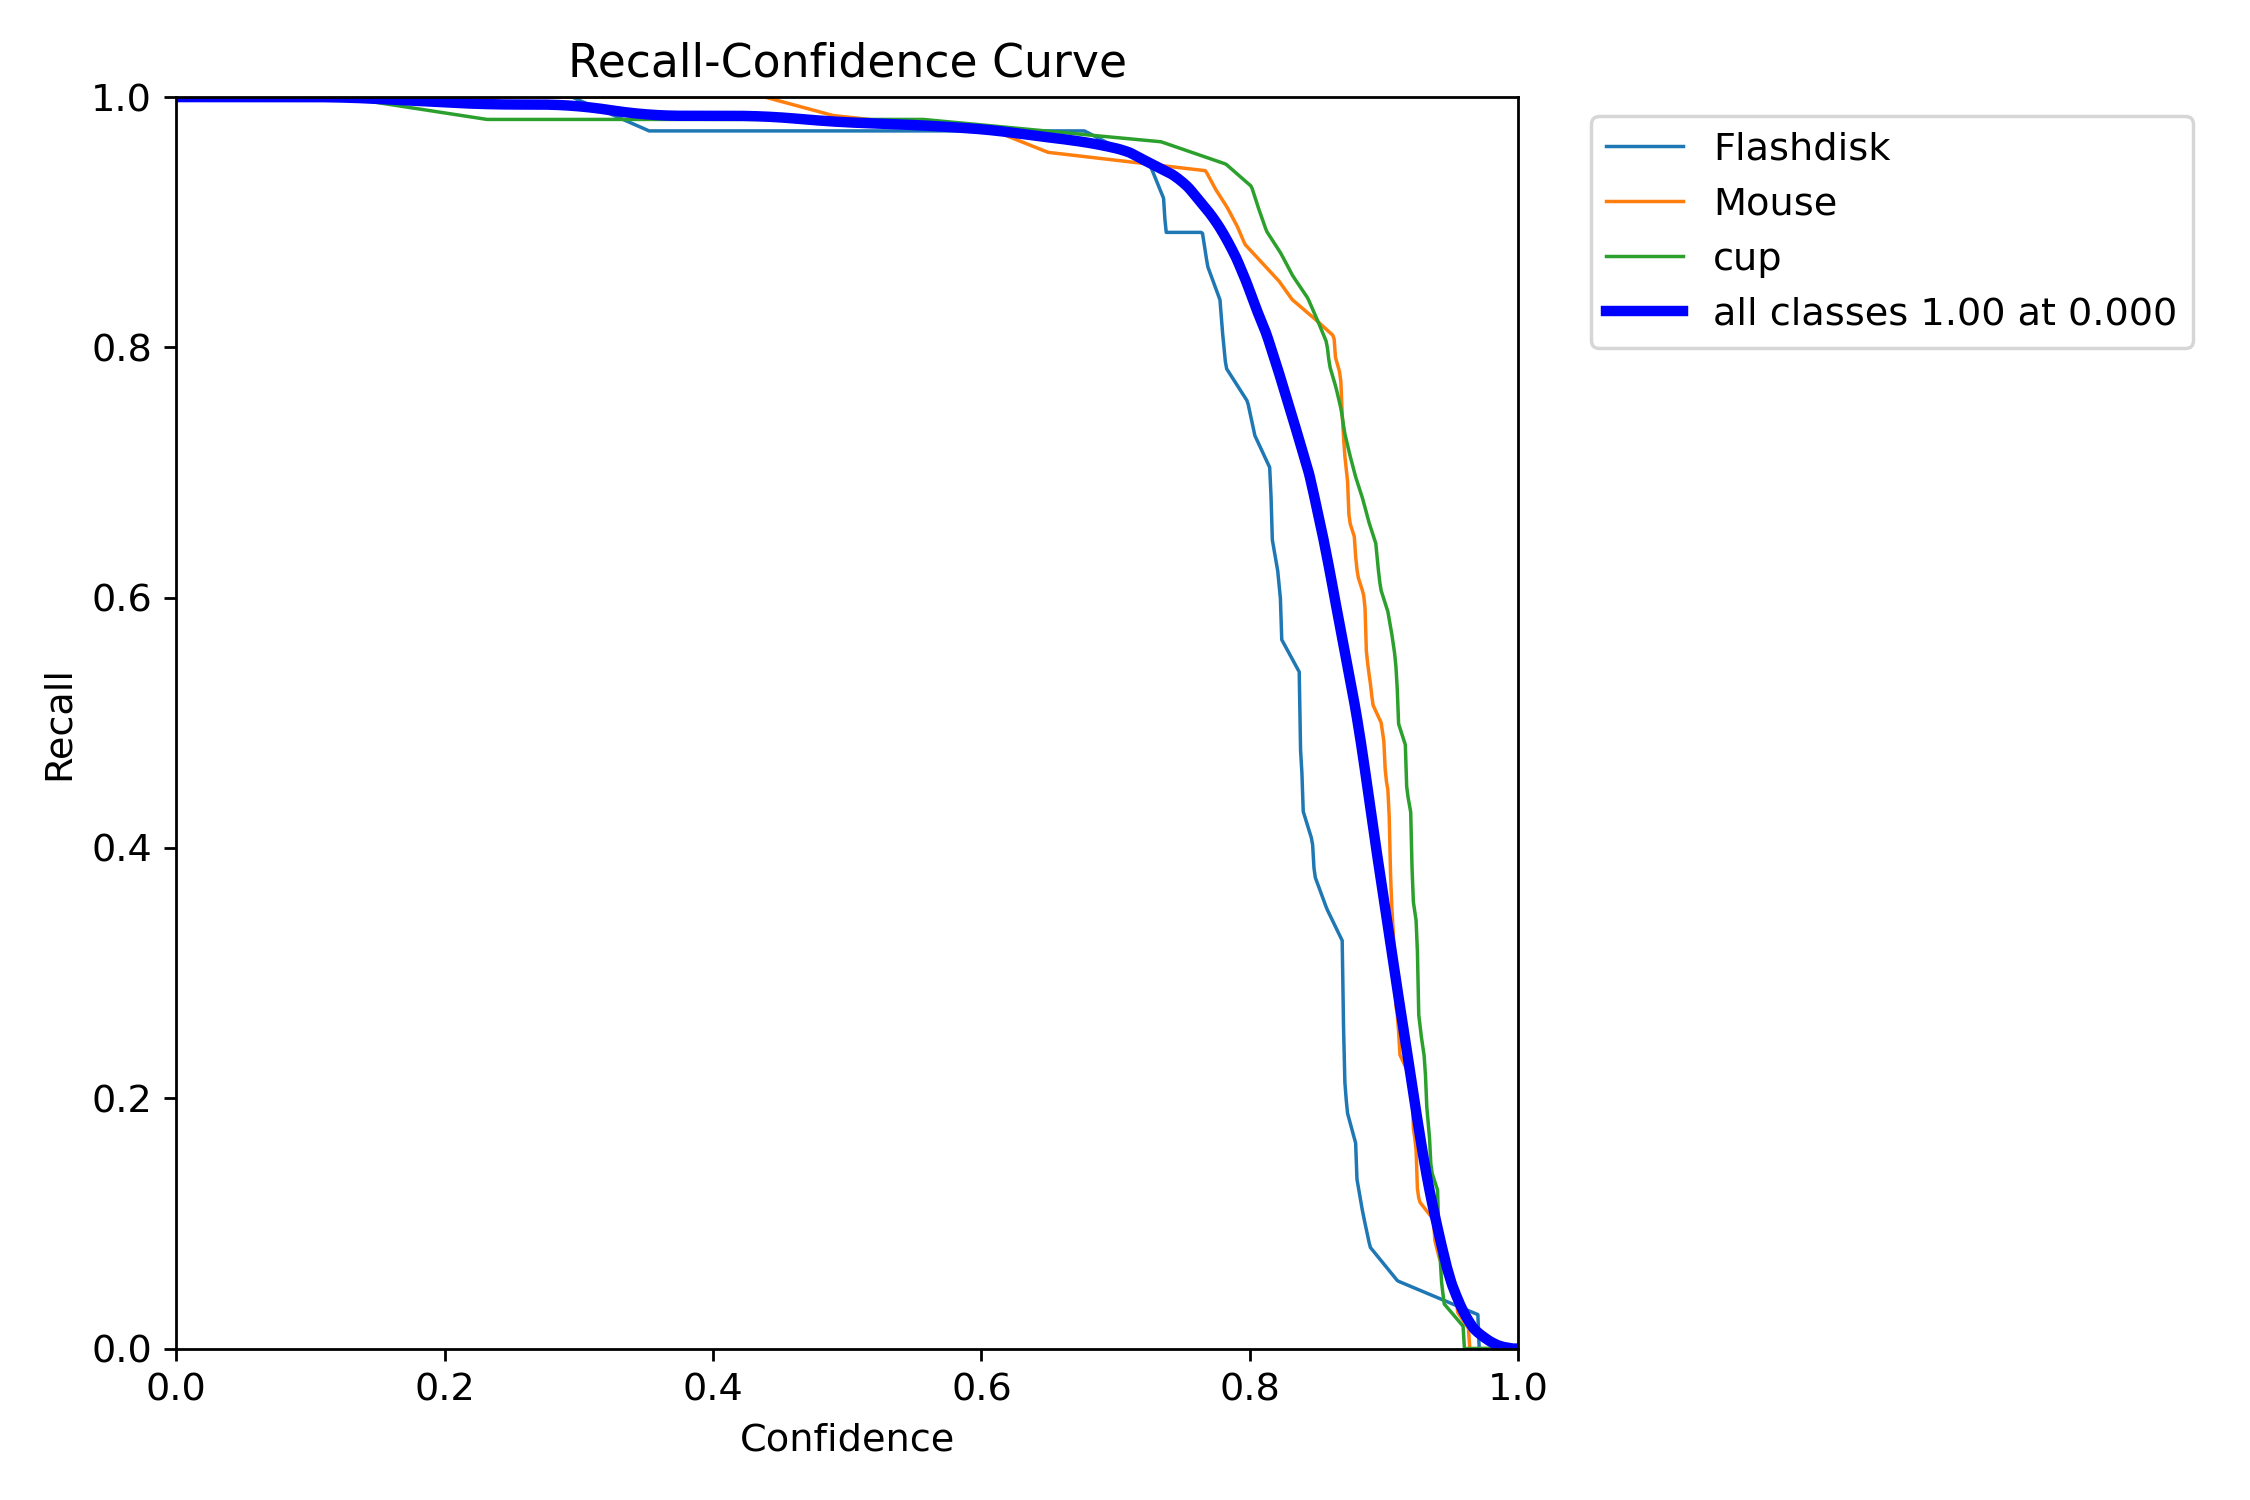 Recall-Confidence Curve
1.0
0.8
0.6
0.4
0.2
0.0
Recall
0.0 0.2 0.4 0.6 0.8 1.0
Confidence
Flashdisk
Mouse
cup
all classes 1.00 at 0.000